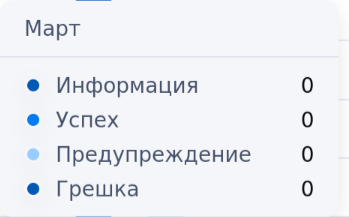 Март
Информация 0
Успех 0
Предупреждение 0
Грешка 0